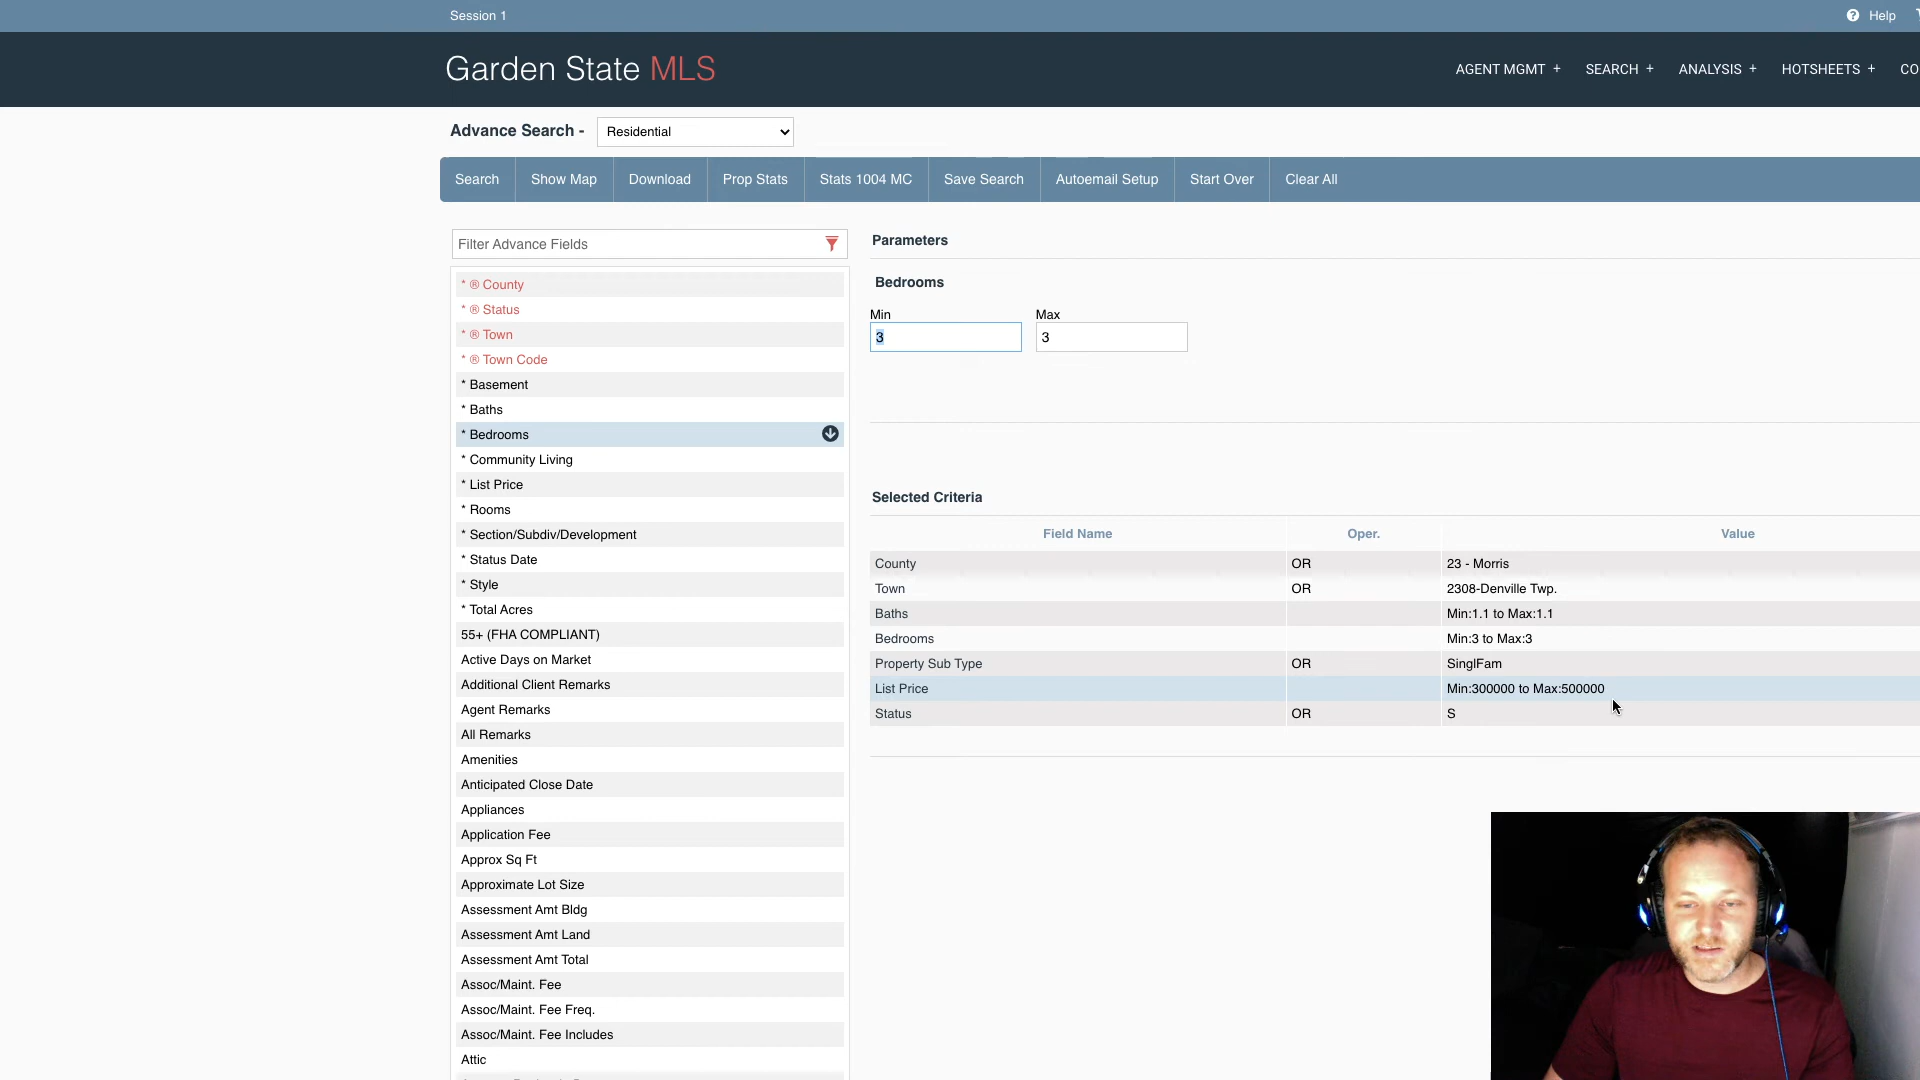 Session 1
Help
Garden State MLS
AGENT MGMT +
SEARCH +
ANALYSIS +
HOTSHEETS +
CO
Advance Search -
Residential
Search
Show Map
Download
Prop Stats
Stats 1004 MC
Save Search
Autoemail Setup
Start Over
Clear All
Filter Advance Fields
* ® County
* ® Status
* ® Town
* ® Town Code
* Basement
* Baths
* Bedrooms
* Community Living
* List Price
* Rooms
* Section/Subdiv/Development
* Status Date
* Style
* Total Acres
55+ (FHA COMPLIANT)
Active Days on Market
Additional Client Remarks
Agent Remarks
All Remarks
Amenities
Anticipated Close Date
Appliances
Application Fee
Approx Sq Ft
Approximate Lot Size
Assessment Amt Bldg
Assessment Amt Land
Assessment Amt Total
Assoc/Maint. Fee
Assoc/Maint. Fee Freq.
Assoc/Maint. Fee Includes
Attic
Parameters
Bedrooms
Min Max
3 3
Selected Criteria
Field Name Oper. Value
County OR 23 - Morris
Town OR 2308-Denville Twp.
Baths Min:1.1 to Max:1.1
Bedrooms Min:3 to Max:3
Property Sub Type OR SinglFam
List Price Min:300000 to Max:500000
Status OR S